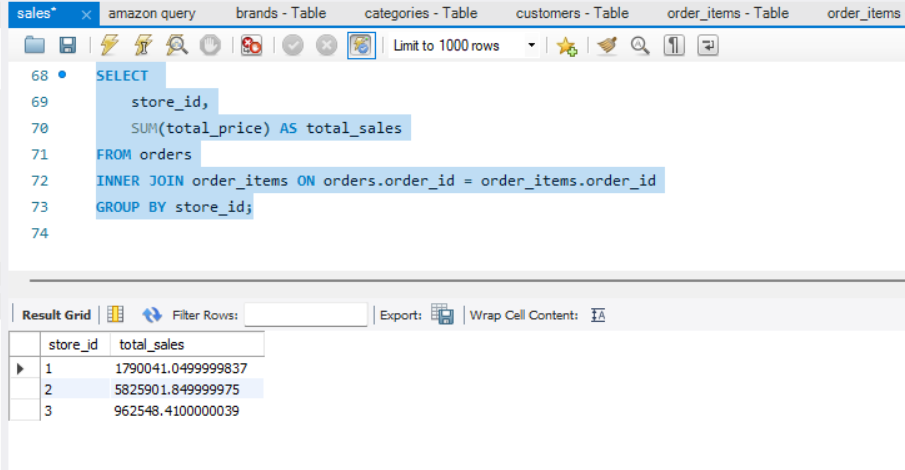 sales* × amazon query brands - Table categories - Table customers - Table order_items - Table order_items
Limit to 1000 rows
68 SELECT
69 store_id,
70 SUM(total_price) AS total_sales
71 FROM orders
72 INNER JOIN order_items ON orders.order_id = order_items.order_id
73 GROUP BY store_id;
74
Result Grid Filter Rows: Export: Wrap Cell Content: IA
store_id total_sales
1 1790041.0499999837
2 5825901.849999975
3 962548.4100000039